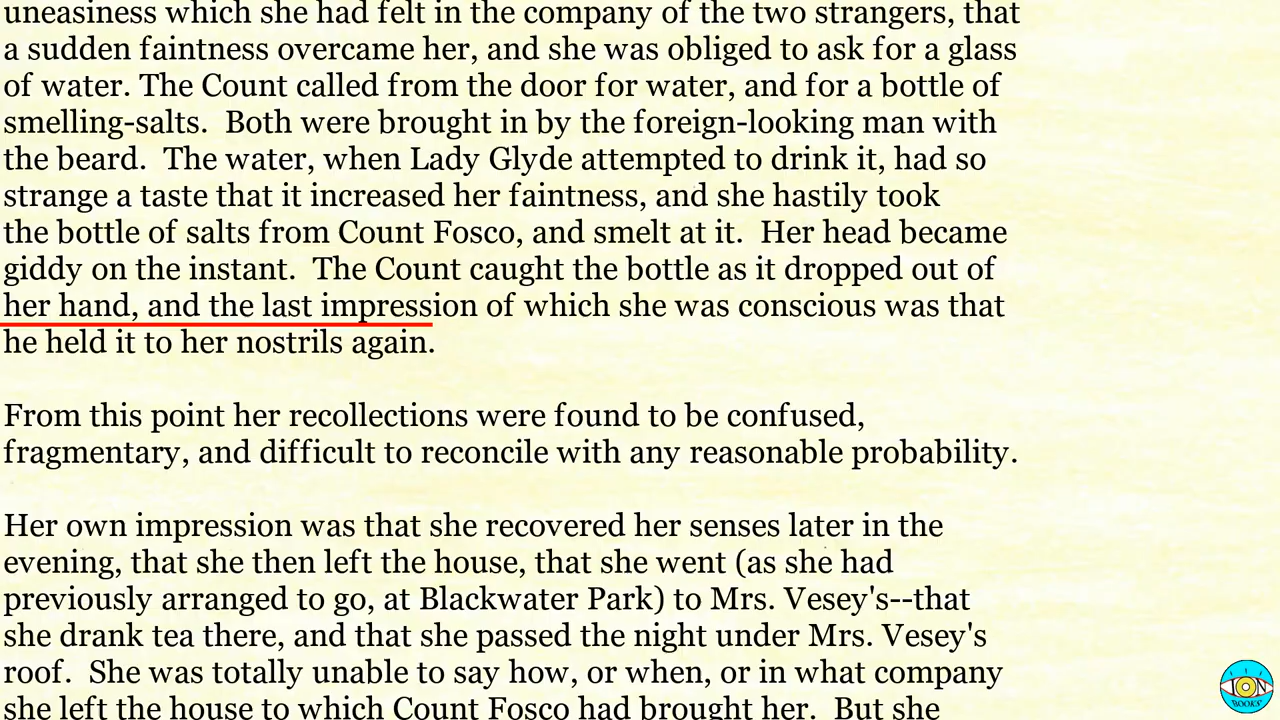 uneasiness which she had felt in the company of the two strangers, that
a sudden faintness overcame her, and she was obliged to ask for a glass
of water. The Count called from the door for water, and for a bottle of
smelling-salts.  Both were brought in by the foreign-looking man with
the beard.  The water, when Lady Glyde attempted to drink it, had so
strange a taste that it increased her faintness, and she hastily took
the bottle of salts from Count Fosco, and smelt at it.  Her head became
giddy on the instant.  The Count caught the bottle as it dropped out of
her hand, and the last impression of which she was conscious was that
he held it to her nostrils again.
From this point her recollections were found to be confused,
fragmentary, and difficult to reconcile with any reasonable probability.
Her own impression was that she recovered her senses later in the
evening, that she then left the house, that she went (as she had
previously arranged to go, at Blackwater Park) to Mrs. Vesey's--that
she drank tea there, and that she passed the night under Mrs. Vesey's
roof.  She was totally unable to say how, or when, or in what company
she left the house to which Count Fosco had brought her.  But she
ION
BOOKS